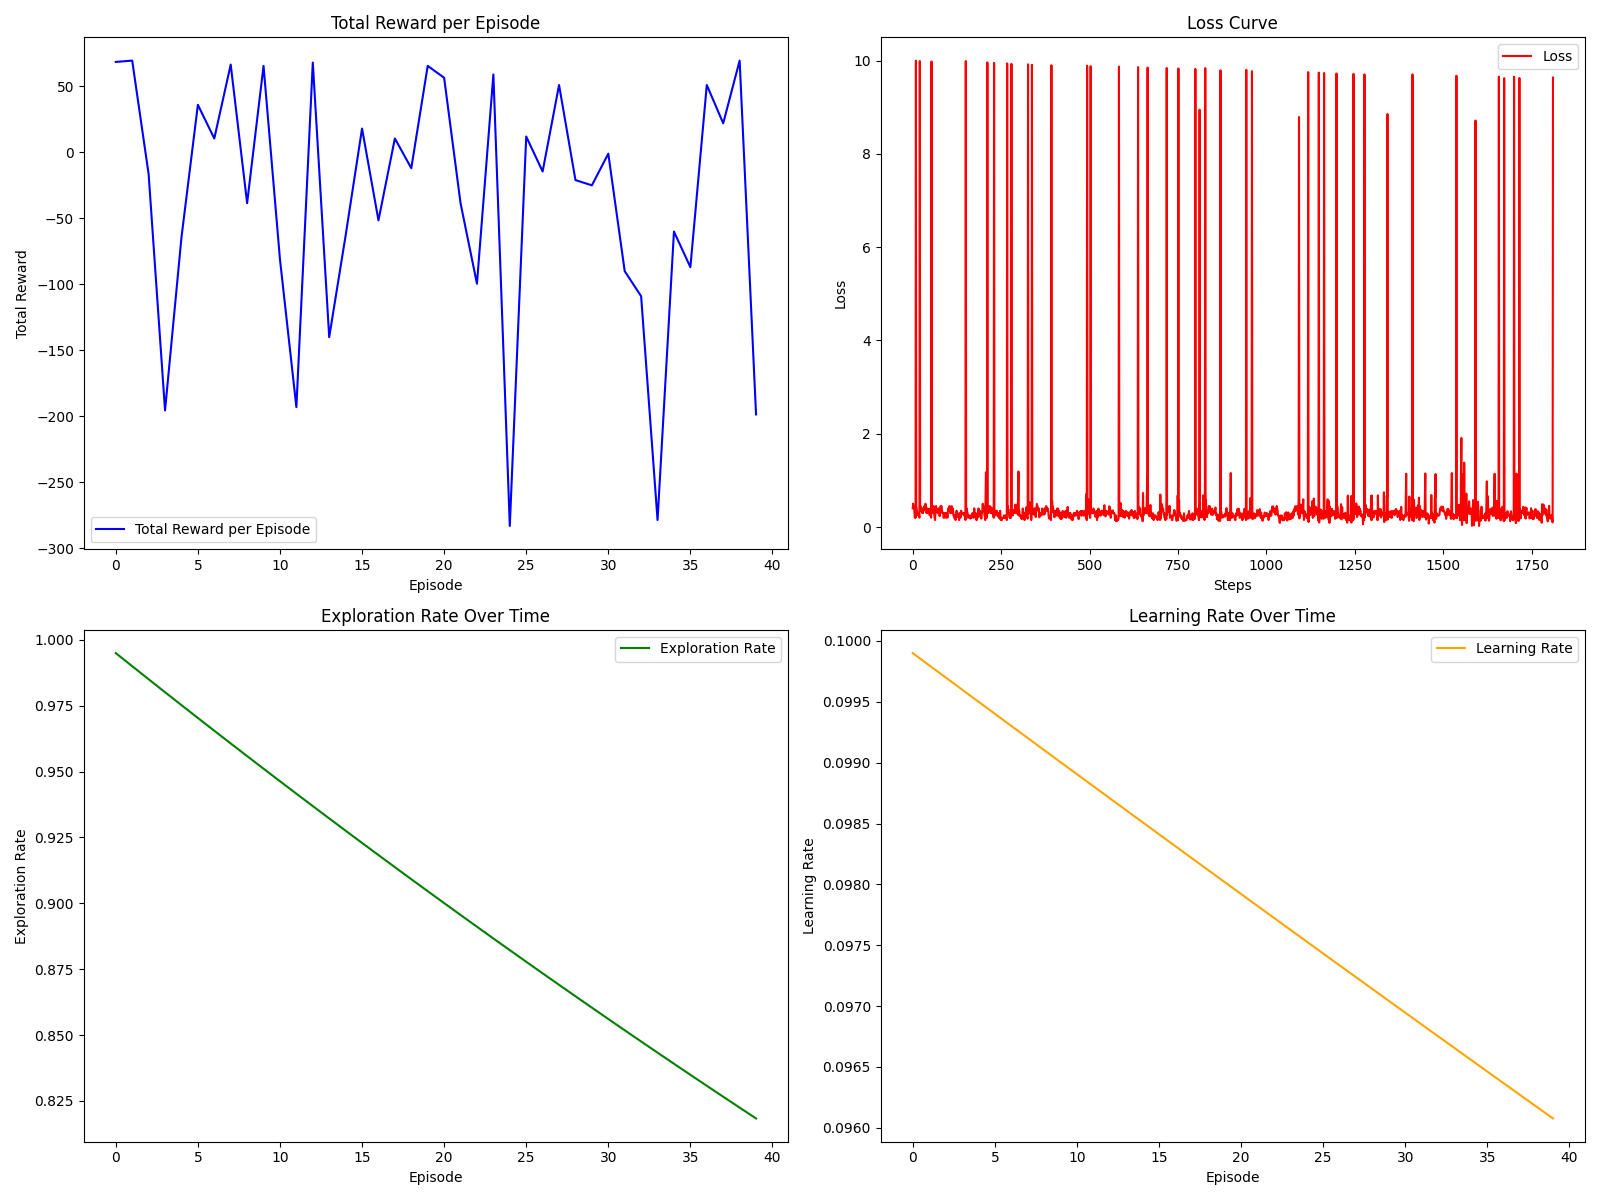 Total Reward per Episode
Total Reward
50
0
−50
−100
−150
−200
−250
−300
Total Reward per Episode
0 5 10 15 20 25 30 35 40
Episode
Loss Curve
Loss
10
8
6
4
2
0
Loss
0 250 500 750 1000 1250 1500 1750
Steps
Exploration Rate Over Time
Exploration Rate
1.000
0.975
0.950
0.925
0.900
0.875
0.850
0.825
Exploration Rate
0 5 10 15 20 25 30 35 40
Episode
Learning Rate Over Time
Learning Rate
0.1000
0.0995
0.0990
0.0985
0.0980
0.0975
0.0970
0.0965
0.0960
Learning Rate
0 5 10 15 20 25 30 35 40
Episode